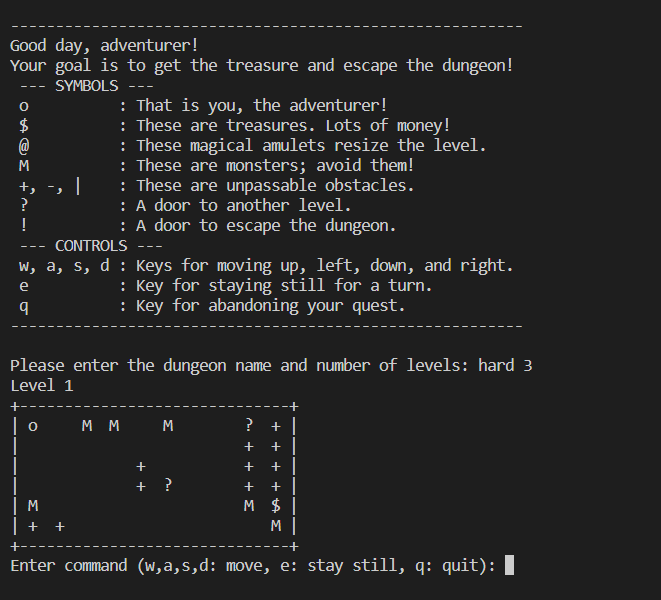 -------------------------------------------------------
Good day, adventurer!
Your goal is to get the treasure and escape the dungeon!
 --- SYMBOLS ---
 o          : That is you, the adventurer!
 $          : These are treasures. Lots of money!
 @          : These magical amulets resize the level.
 M          : These are monsters; avoid them!
 +, -, |    : These are unpassable obstacles.
 ?          : A door to another level.
 !          : A door to escape the dungeon.
 --- CONTROLS ---
 w, a, s, d : Keys for moving up, left, down, and right.
 e          : Key for staying still for a turn.
 q          : Key for abandoning your quest.
-------------------------------------------------------
Please enter the dungeon name and number of levels: hard 3
Level 1
+------------------------------+
| o     M  M     M        ?  + |
|                         +  + |
|             +           +  + |
|             +  ?        +  + |
| M                       M  $ |
| +  +                       M |
+------------------------------+
Enter command (w,a,s,d: move, e: stay still, q: quit):